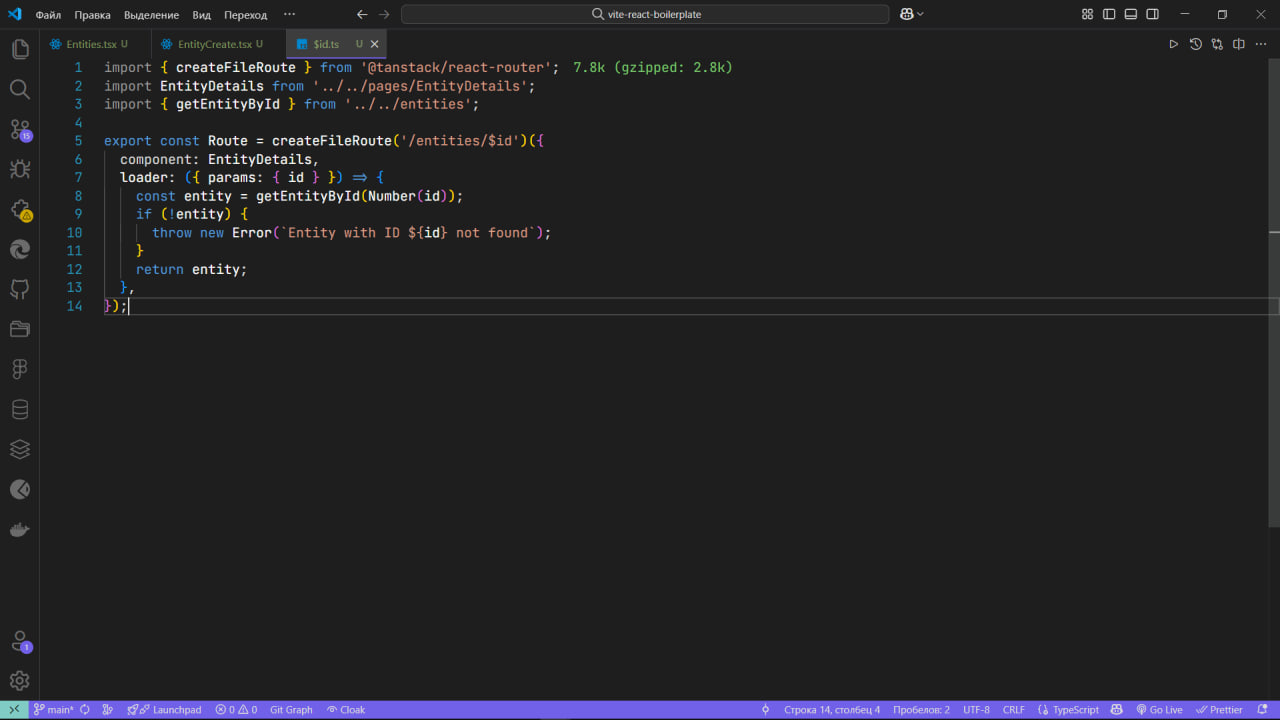 Файл Правка Выделение Вид Переход ··· vite-react-boilerplate
Entities.tsx U EntityCreate.tsx U $id.ts U
1 import { createFileRoute } from '@tanstack/react-router'; 7.8k (gzipped: 2.8k)
2 import EntityDetails from '../../pages/EntityDetails';
3 import { getEntityById } from '../../entities';
4
5 export const Route = createFileRoute('/entities/$id')({
6 component: EntityDetails,
7 loader: ({ params: { id } }) => {
8 const entity = getEntityById(Number(id));
9 if (!entity) {
10 throw new Error(`Entity with ID ${id} not found`);
11 }
12 return entity;
13 },
14 });
15
1
main* Launchpad 0 0 Git Graph Cloak Строка 14, столбец 4 Пробелов: 2 UTF-8 CRLF TypeScript Go Live Prettier